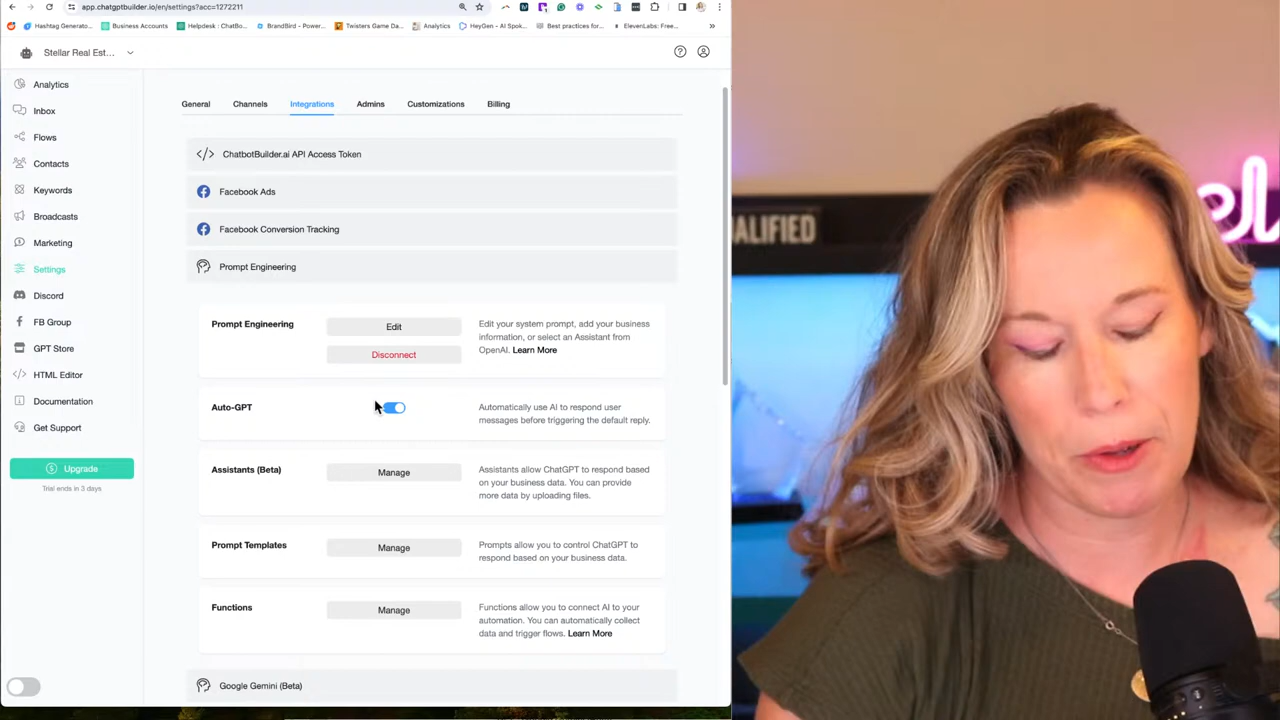 app.chatgptbuilder.io/en/settings?acc=1272211
Hashtag Generato...
Business Accounts
Helpdesk : ChatBo...
BrandBird – Power...
Twisters Game Da...
Analytics
HeyGen - AI Spok...
Best practices for...
ElevenLabs: Free...
Stellar Real Est...
Analytics
Inbox
Flows
Contacts
Keywords
Broadcasts
Marketing
Settings
Discord
FB Group
GPT Store
HTML Editor
Documentation
Get Support
Upgrade
Trial ends in 3 days
General
Channels
Integrations
Admins
Customizations
Billing
ChatbotBuilder.ai API Access Token
Facebook Ads
Facebook Conversion Tracking
Prompt Engineering
Prompt Engineering
Edit
Disconnect
Edit your system prompt, add your business
information, or select an Assistant from
OpenAI. Learn More
Auto-GPT
Automatically use AI to respond user
messages before triggering the default reply.
Assistants (Beta)
Manage
Assistants allow ChatGPT to respond based
on your business data. You can provide
more data by uploading files.
Prompt Templates
Manage
Prompts allow you to control ChatGPT to
respond based on your business data.
Functions
Manage
Functions allow you to connect AI to your
automation. You can automatically collect
data and trigger flows. Learn More
Google Gemini (Beta)
ALIFIED